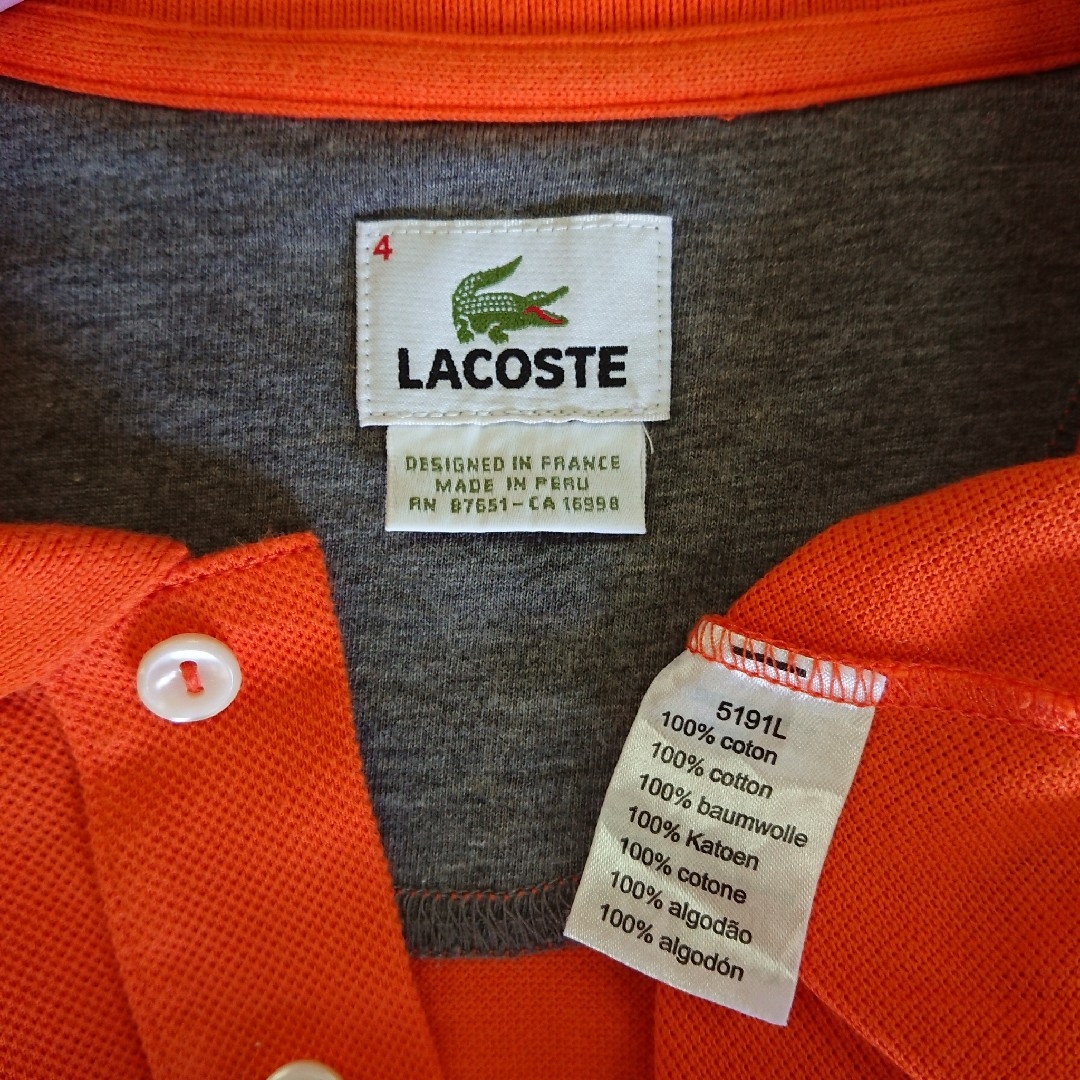 4
LACOSTE
DESIGNED IN FRANCE
MADE IN PERU
RN 87651-CA 16998
5191L
100% coton
100% cotton
100% baumwolle
100% Katoen
100% cotone
100% algodão
100% algodón